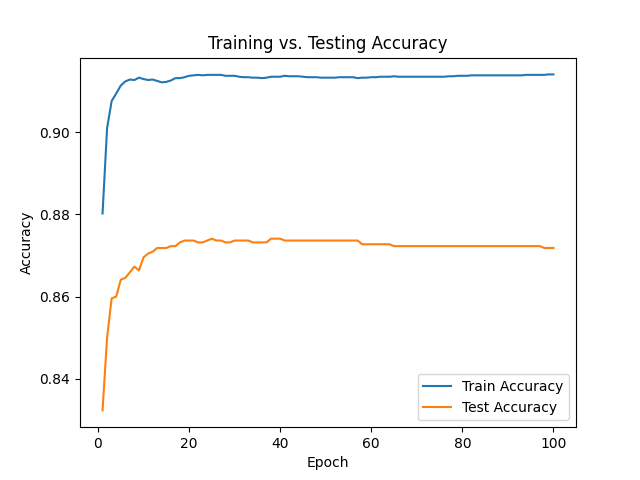 Training vs. Testing Accuracy
0.90
0.88
0.86
0.84
Accuracy
Train Accuracy
Test Accuracy
0 20 40 60 80 100
Epoch